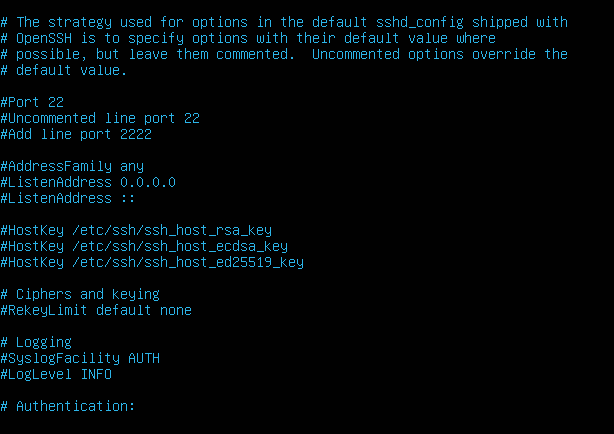 # The strategy used for options in the default sshd_config shipped with
# OpenSSH is to specify options with their default value where
# possible, but leave them commented.  Uncommented options override the
# default value.
#Port 22
#Uncommented line port 22
#Add line port 2222
#AddressFamily any
#ListenAddress 0.0.0.0
#ListenAddress ::
#HostKey /etc/ssh/ssh_host_rsa_key
#HostKey /etc/ssh/ssh_host_ecdsa_key
#HostKey /etc/ssh/ssh_host_ed25519_key
# Ciphers and keying
#RekeyLimit default none
# Logging
#SyslogFacility AUTH
#LogLevel INFO
# Authentication: